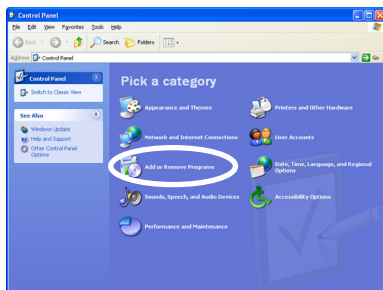 Control Panel
File Edit View Favorites Tools Help
Back Search Folders
Address Control Panel Go
Control Panel
Switch to Classic View
See Also
Windows Update
Help and Support
Other Control Panel
Options
Pick a category
Appearance and Themes
Printers and Other Hardware
Network and Internet Connections
User Accounts
Add or Remove Programs
Date, Time, Language, and Regional
Options
Sounds, Speech, and Audio Devices
Accessibility Options
Performance and Maintenance